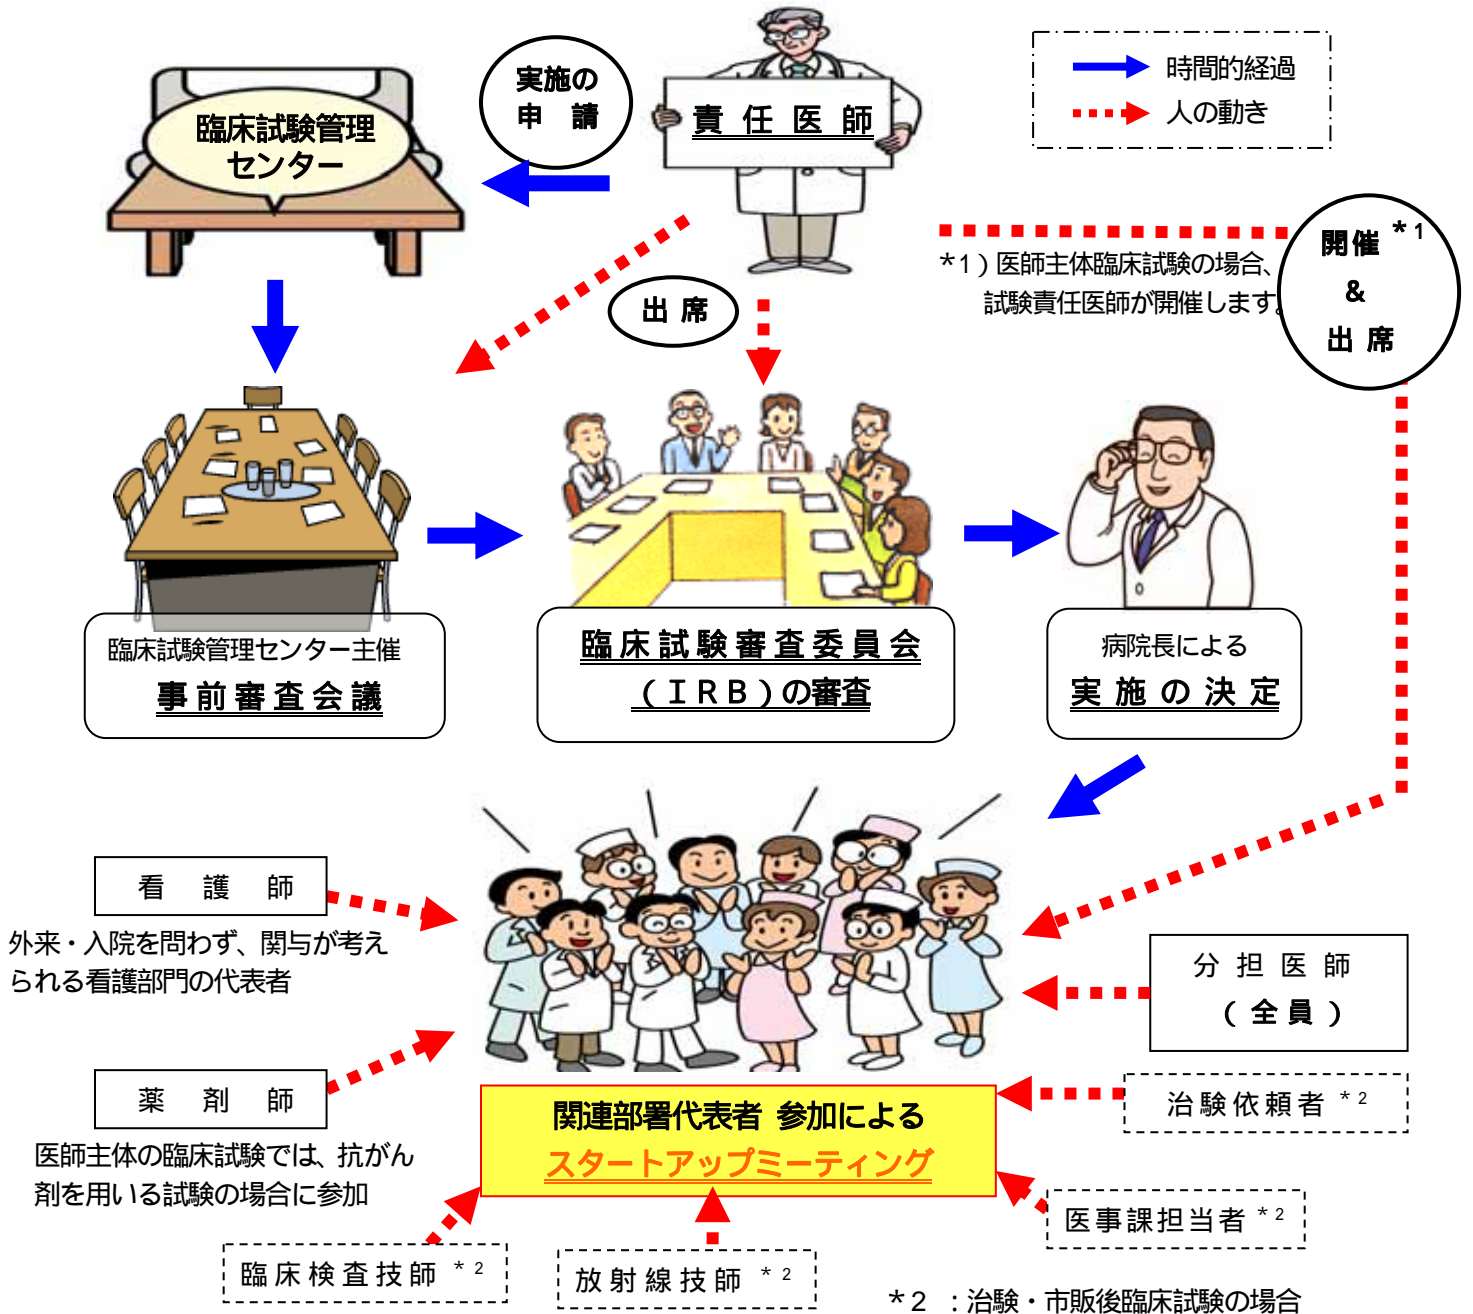 実施の
申 請
責 任 医 師
時間的経過
人の動き
臨床試験管理
センター
開催 *1
&
出 席
*1）医師主体臨床試験の場合、
試験責任医師が開催します。
出 席
臨床試験管理センター主催
事 前 審 査 会 議
臨 床 試 験 審 査 委 員 会
（ＩＲＢ）の審査
病院長による
実 施 の 決 定
看 護 師
外来・入院を問わず、関与が考え
られる看護部門の代表者
分 担 医 師
（ 全 員 ）
薬 剤 師
医師主体の臨床試験では、抗がん
剤を用いる試験の場合に参加
治験依頼者 *2
関連部署代表者 参加による
スタートアップミーティング
医事課担当者 *2
臨床検査技師 *2
放射線技師 *2
*2 ：治験・市販後臨床試験の場合